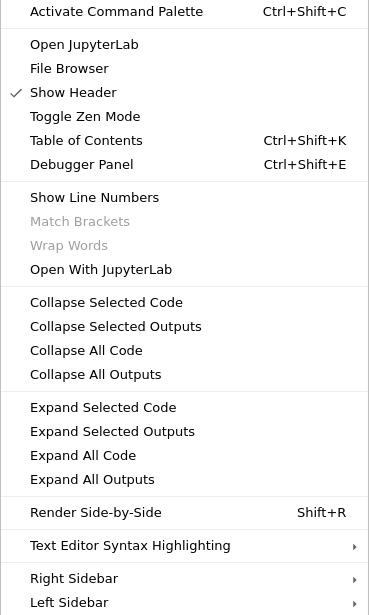 Activate Command Palette Ctrl+Shift+C
Open JupyterLab
File Browser
Show Header
Toggle Zen Mode
Table of Contents Ctrl+Shift+K
Debugger Panel Ctrl+Shift+E
Show Line Numbers
Match Brackets
Wrap Words
Open With JupyterLab
Collapse Selected Code
Collapse Selected Outputs
Collapse All Code
Collapse All Outputs
Expand Selected Code
Expand Selected Outputs
Expand All Code
Expand All Outputs
Render Side-by-Side Shift+R
Text Editor Syntax Highlighting
Right Sidebar
Left Sidebar